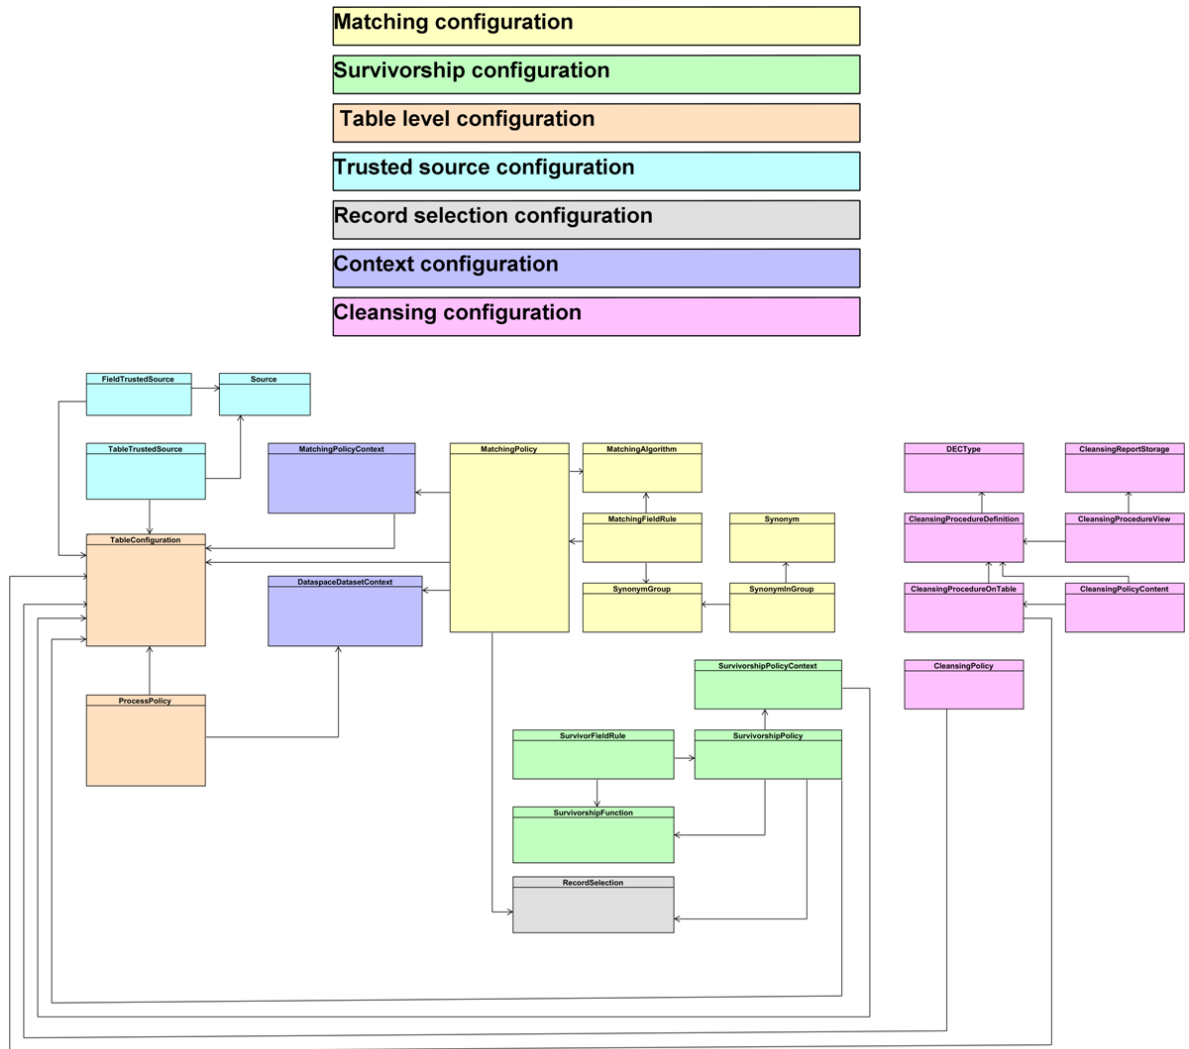 Matching configuration
Survivorship configuration
Table level configuration
Trusted source configuration
Record selection configuration
Context configuration
Cleansing configuration
FieldTrustedSource
Source
TableTrustedSource
MatchingPolicyContext
MatchingPolicy
MatchingAlgorithm
DECType
CleansingReportStorage
MatchingFieldRule
Synonym
CleansingProcedureDefinition
CleansingProcedureView
TableConfiguration
DataspaceDatasetContext
SynonymGroup
SynonymInGroup
CleansingProcedureOnTable
CleansingPolicyContent
SurvivorshipPolicyContext
CleansingPolicy
ProcessPolicy
SurvivorFieldRule
SurvivorshipPolicy
SurvivorshipFunction
RecordSelection